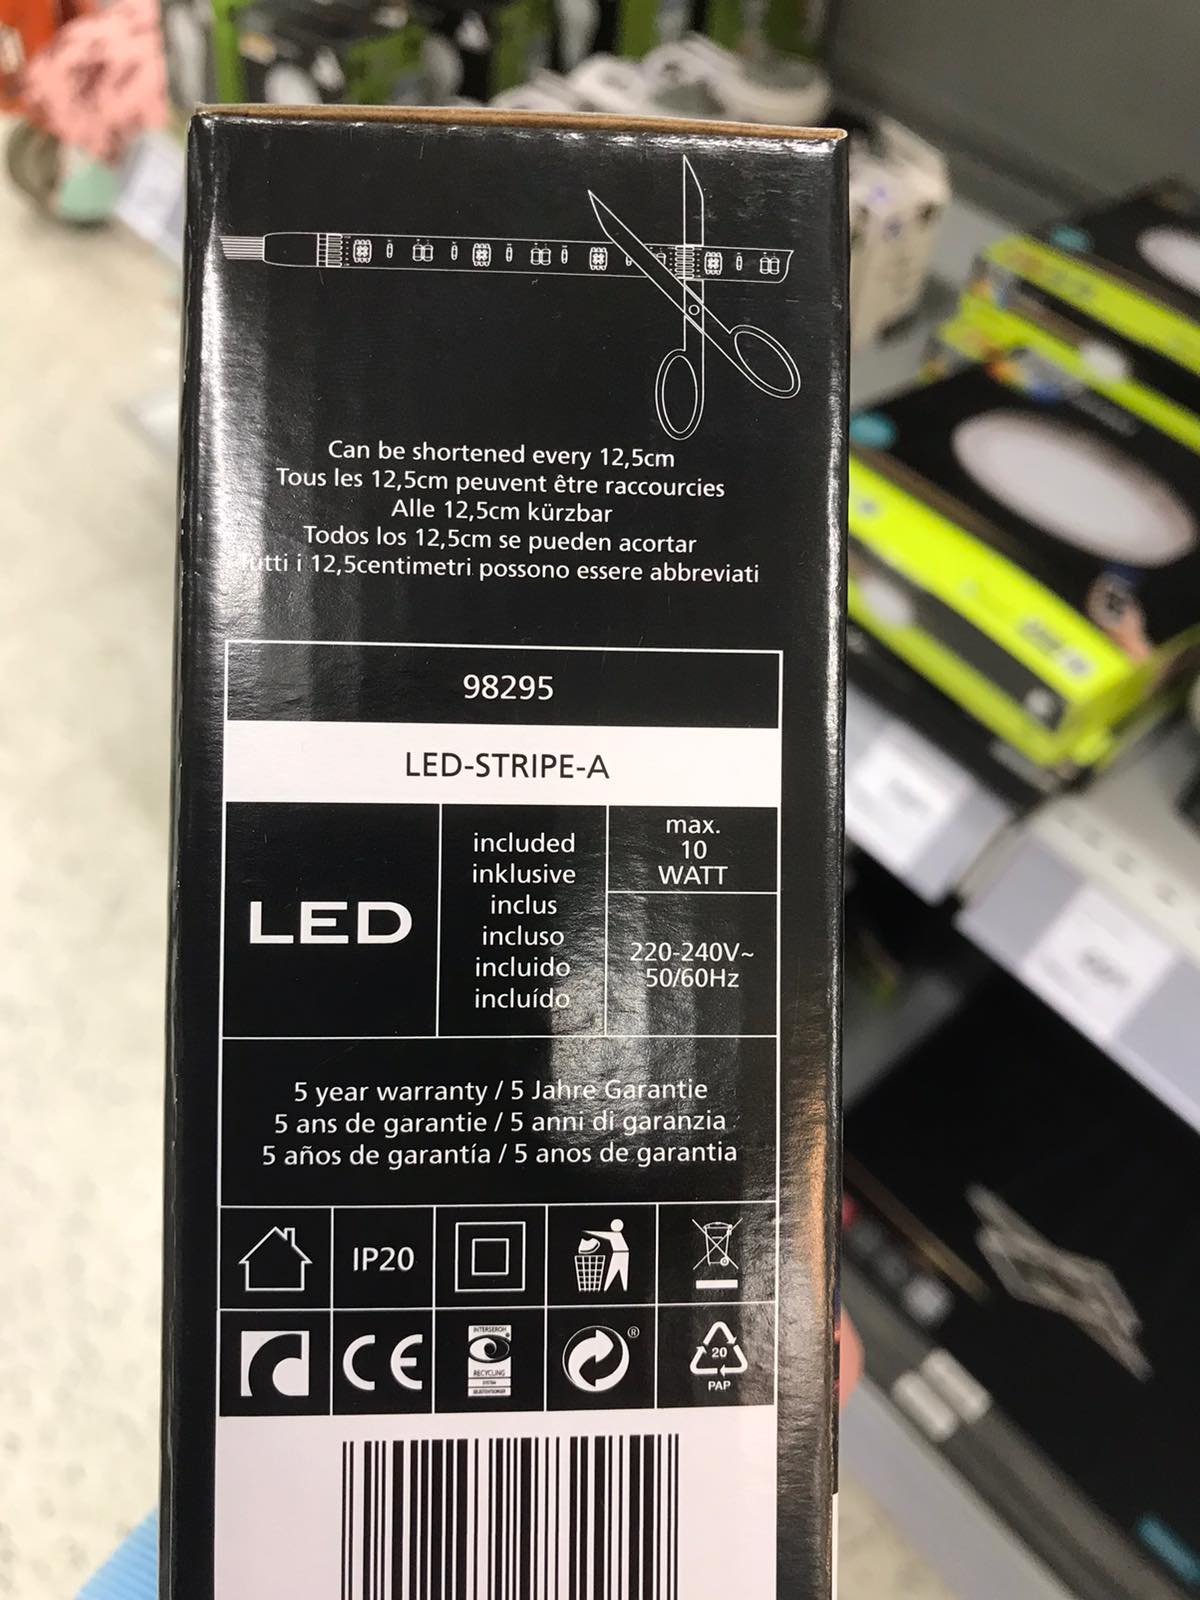 Can be shortened every 12,5cm
Tous les 12,5cm peuvent être raccourcies
Alle 12,5cm kürzbar
Todos los 12,5cm se pueden acortar
Tutti i 12,5centimetri possono essere abbreviati
98295
LED-STRIPE-A
LED
included
inklusive
inclus
incluso
incluido
incluído
max.
10
WATT
220-240V~
50/60Hz
5 year warranty / 5 Jahre Garantie
5 ans de garantie / 5 anni di garanzia
5 años de garantía / 5 anos de garantia
IP20
CE
INTERSEROH
RECYCLING
®
20
PAP